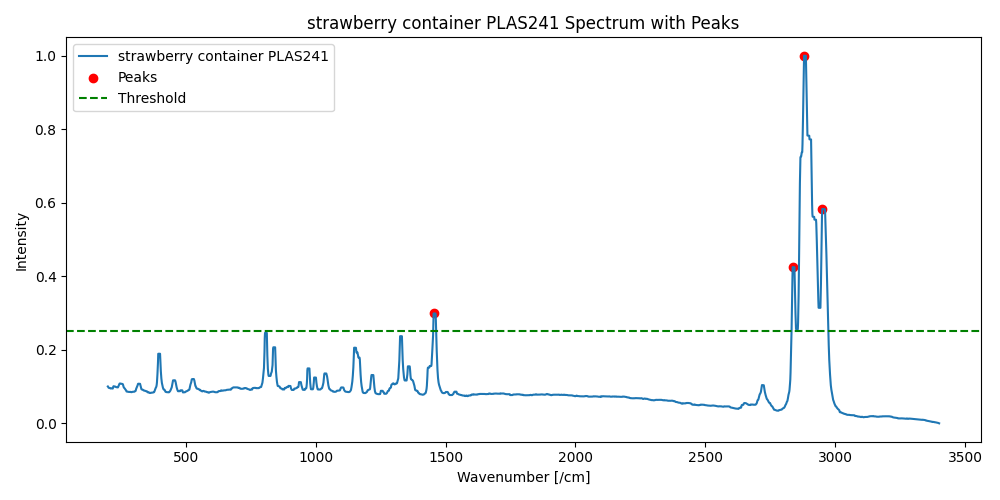 strawberry container PLAS241 Spectrum with Peaks
strawberry container PLAS241
Peaks
Threshold
Intensity
1.0
0.8
0.6
0.4
0.2
0.0
500 1000 1500 2000 2500 3000 3500
Wavenumber [/cm]